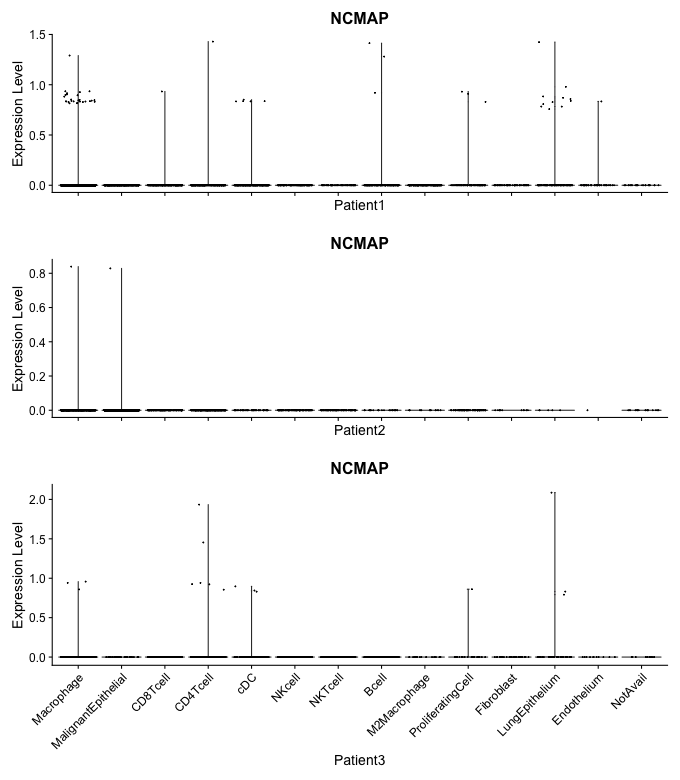 NCMAP
Expression Level
1.5
1.0
0.5
0.0
Patient1
NCMAP
Expression Level
0.8
0.6
0.4
0.2
0.0
Patient2
NCMAP
Expression Level
2.0
1.5
1.0
0.5
0.0
Macrophage
MalignantEpithelial
CD8Tcell
CD4Tcell
cDC
NKcell
NKTcell
Bcell
M2Macrophage
ProliferatingCell
Fibroblast
LungEpithelium
Endothelium
NotAvail
Patient3